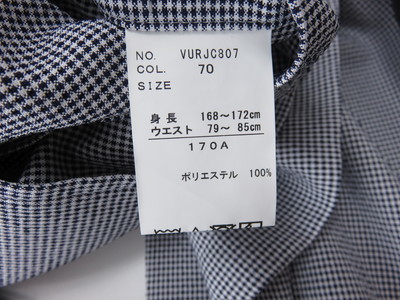 NO. VURJC807
COL. 70
SIZE
身長 168～172cm
ウエスト 79～85cm
170A
ポリエステル 100%